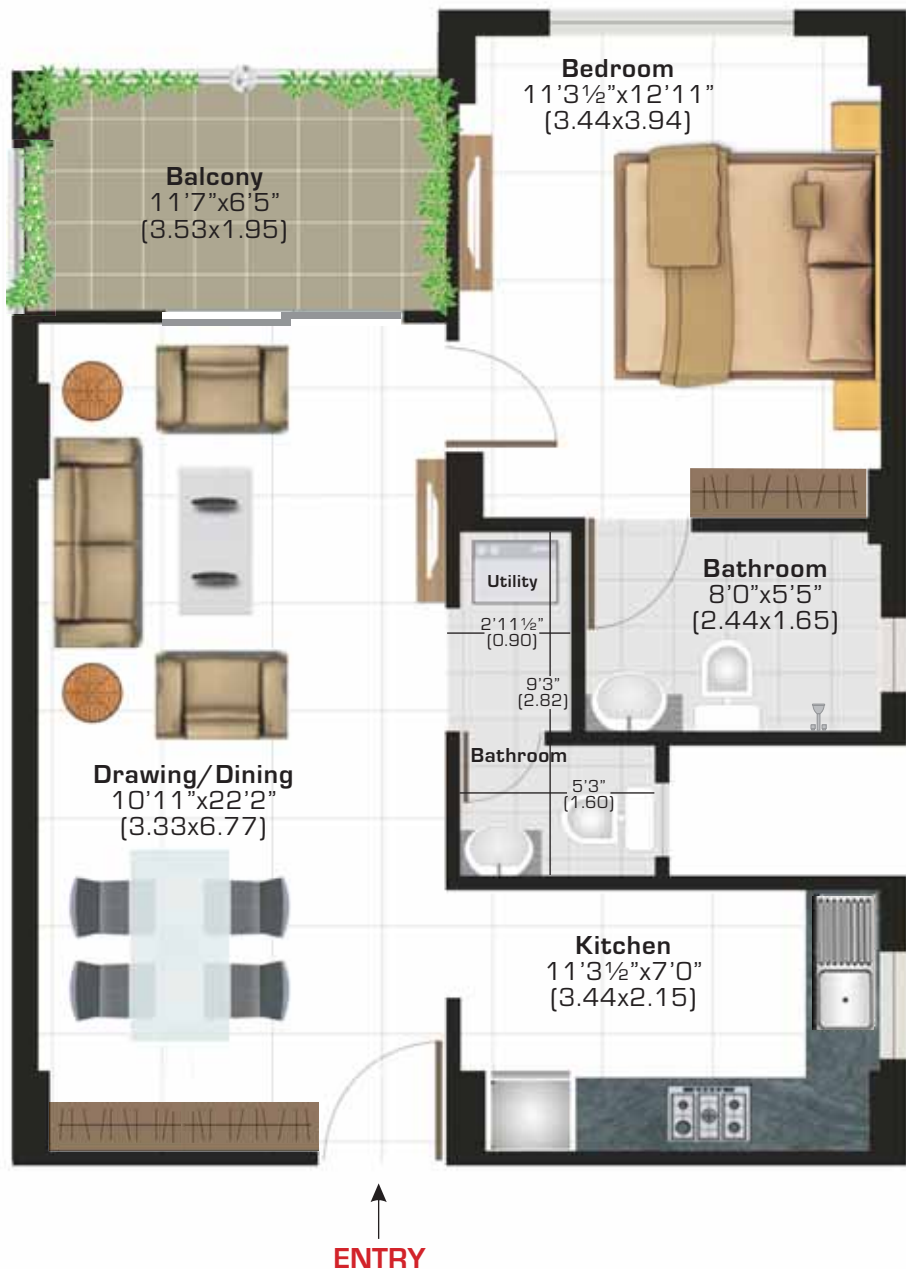 Bedroom
11’3½”x12’11”
(3.44x3.94)
Balcony
11’7”x6’5”
(3.53x1.95)
Utility
2’11½”
(0.90)
9’3”
(2.82)
Bathroom
8’0”x5’5”
(2.44x1.65)
Bathroom
5’3”
(1.60)
Drawing/Dining
10’11”x22’2”
(3.33x6.77)
Kitchen
11’3½”x7’0”
(3.44x2.15)
ENTRY